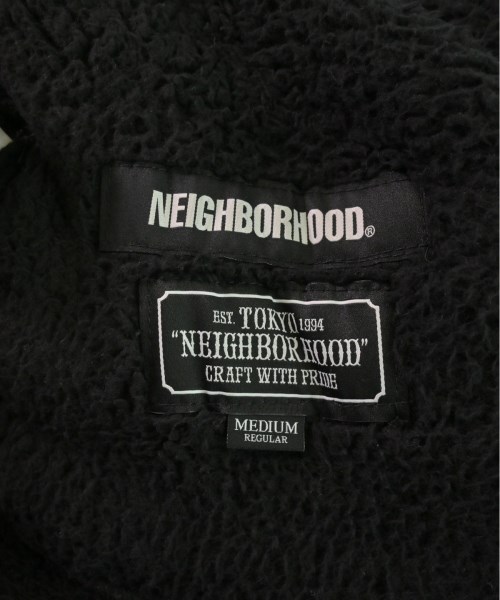 NEIGHBORHOOD®
EST. TOKYO 1994
"NEIGHBORHOOD"
CRAFT WITH PRIDE
MEDIUM
REGULAR